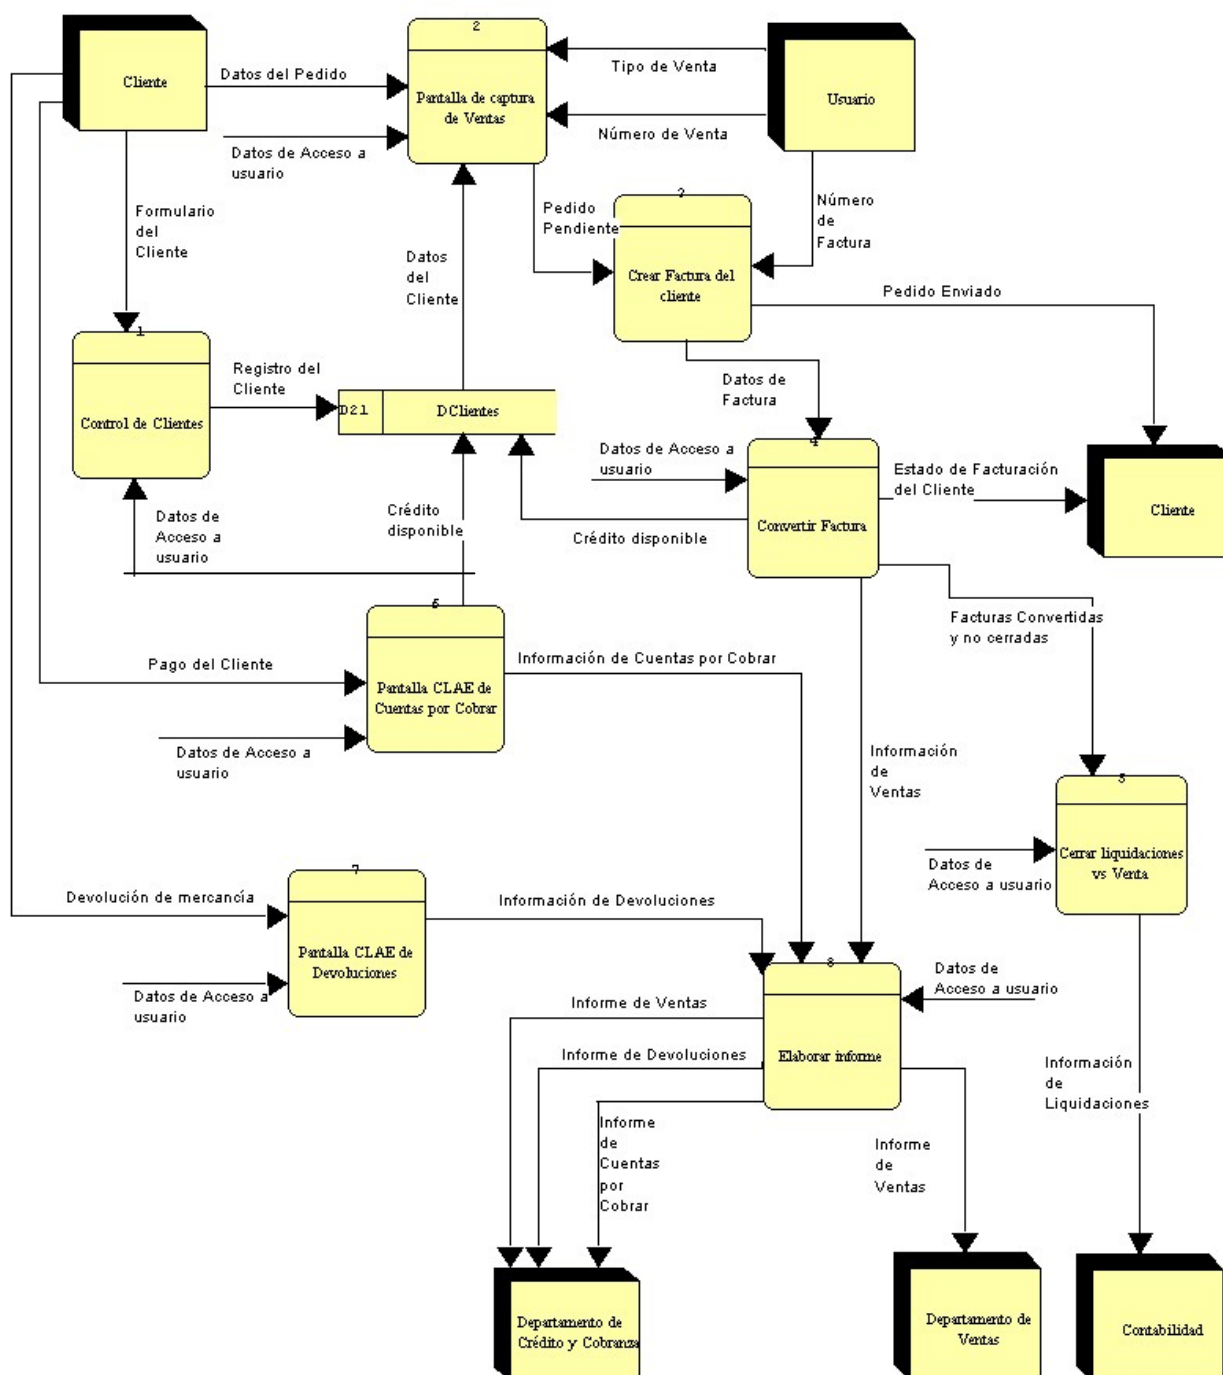 2
Cliente
Datos del Pedido
Pantalla de captura
de Ventas
Tipo de Venta
Usuario
Número de Venta
Datos de Acceso a
usuario
Formulario
del
Cliente
Datos
del
Cliente
Pedido
Pendiente
3
Crear Factura del
cliente
Número
de
Factura
Pedido Enviado
1
Control de Clientes
Registro del
Cliente
D21
DClientes
Datos de
Factura
Datos de Acceso a
usuario
4
Convertir Factura
Estado de Facturación
del Cliente
Cliente
Datos de
Acceso a
usuario
Crédito
disponible
Crédito disponible
Facturas Convertidas
y no cerradas
6
Pantalla CLAE de
Cuentas por Cobrar
Pago del Cliente
Información de Cuentas por Cobrar
Datos de Acceso a
usuario
Información
de
Ventas
5
Cerrar liquidaciones
vs Venta
Datos de
Acceso a usuario
7
Pantalla CLAE de
Devoluciones
Devolución de mercancía
Información de Devoluciones
Datos de Acceso a
usuario
8
Elaborar informe
Datos de
Acceso a usuario
Informe de Ventas
Informe de Devoluciones
Informe
de
Cuentas
por
Cobrar
Informe
de
Ventas
Información
de
Liquidaciones
Departamento de
Crédito y Cobranza
Departamento de
Ventas
Contabilidad